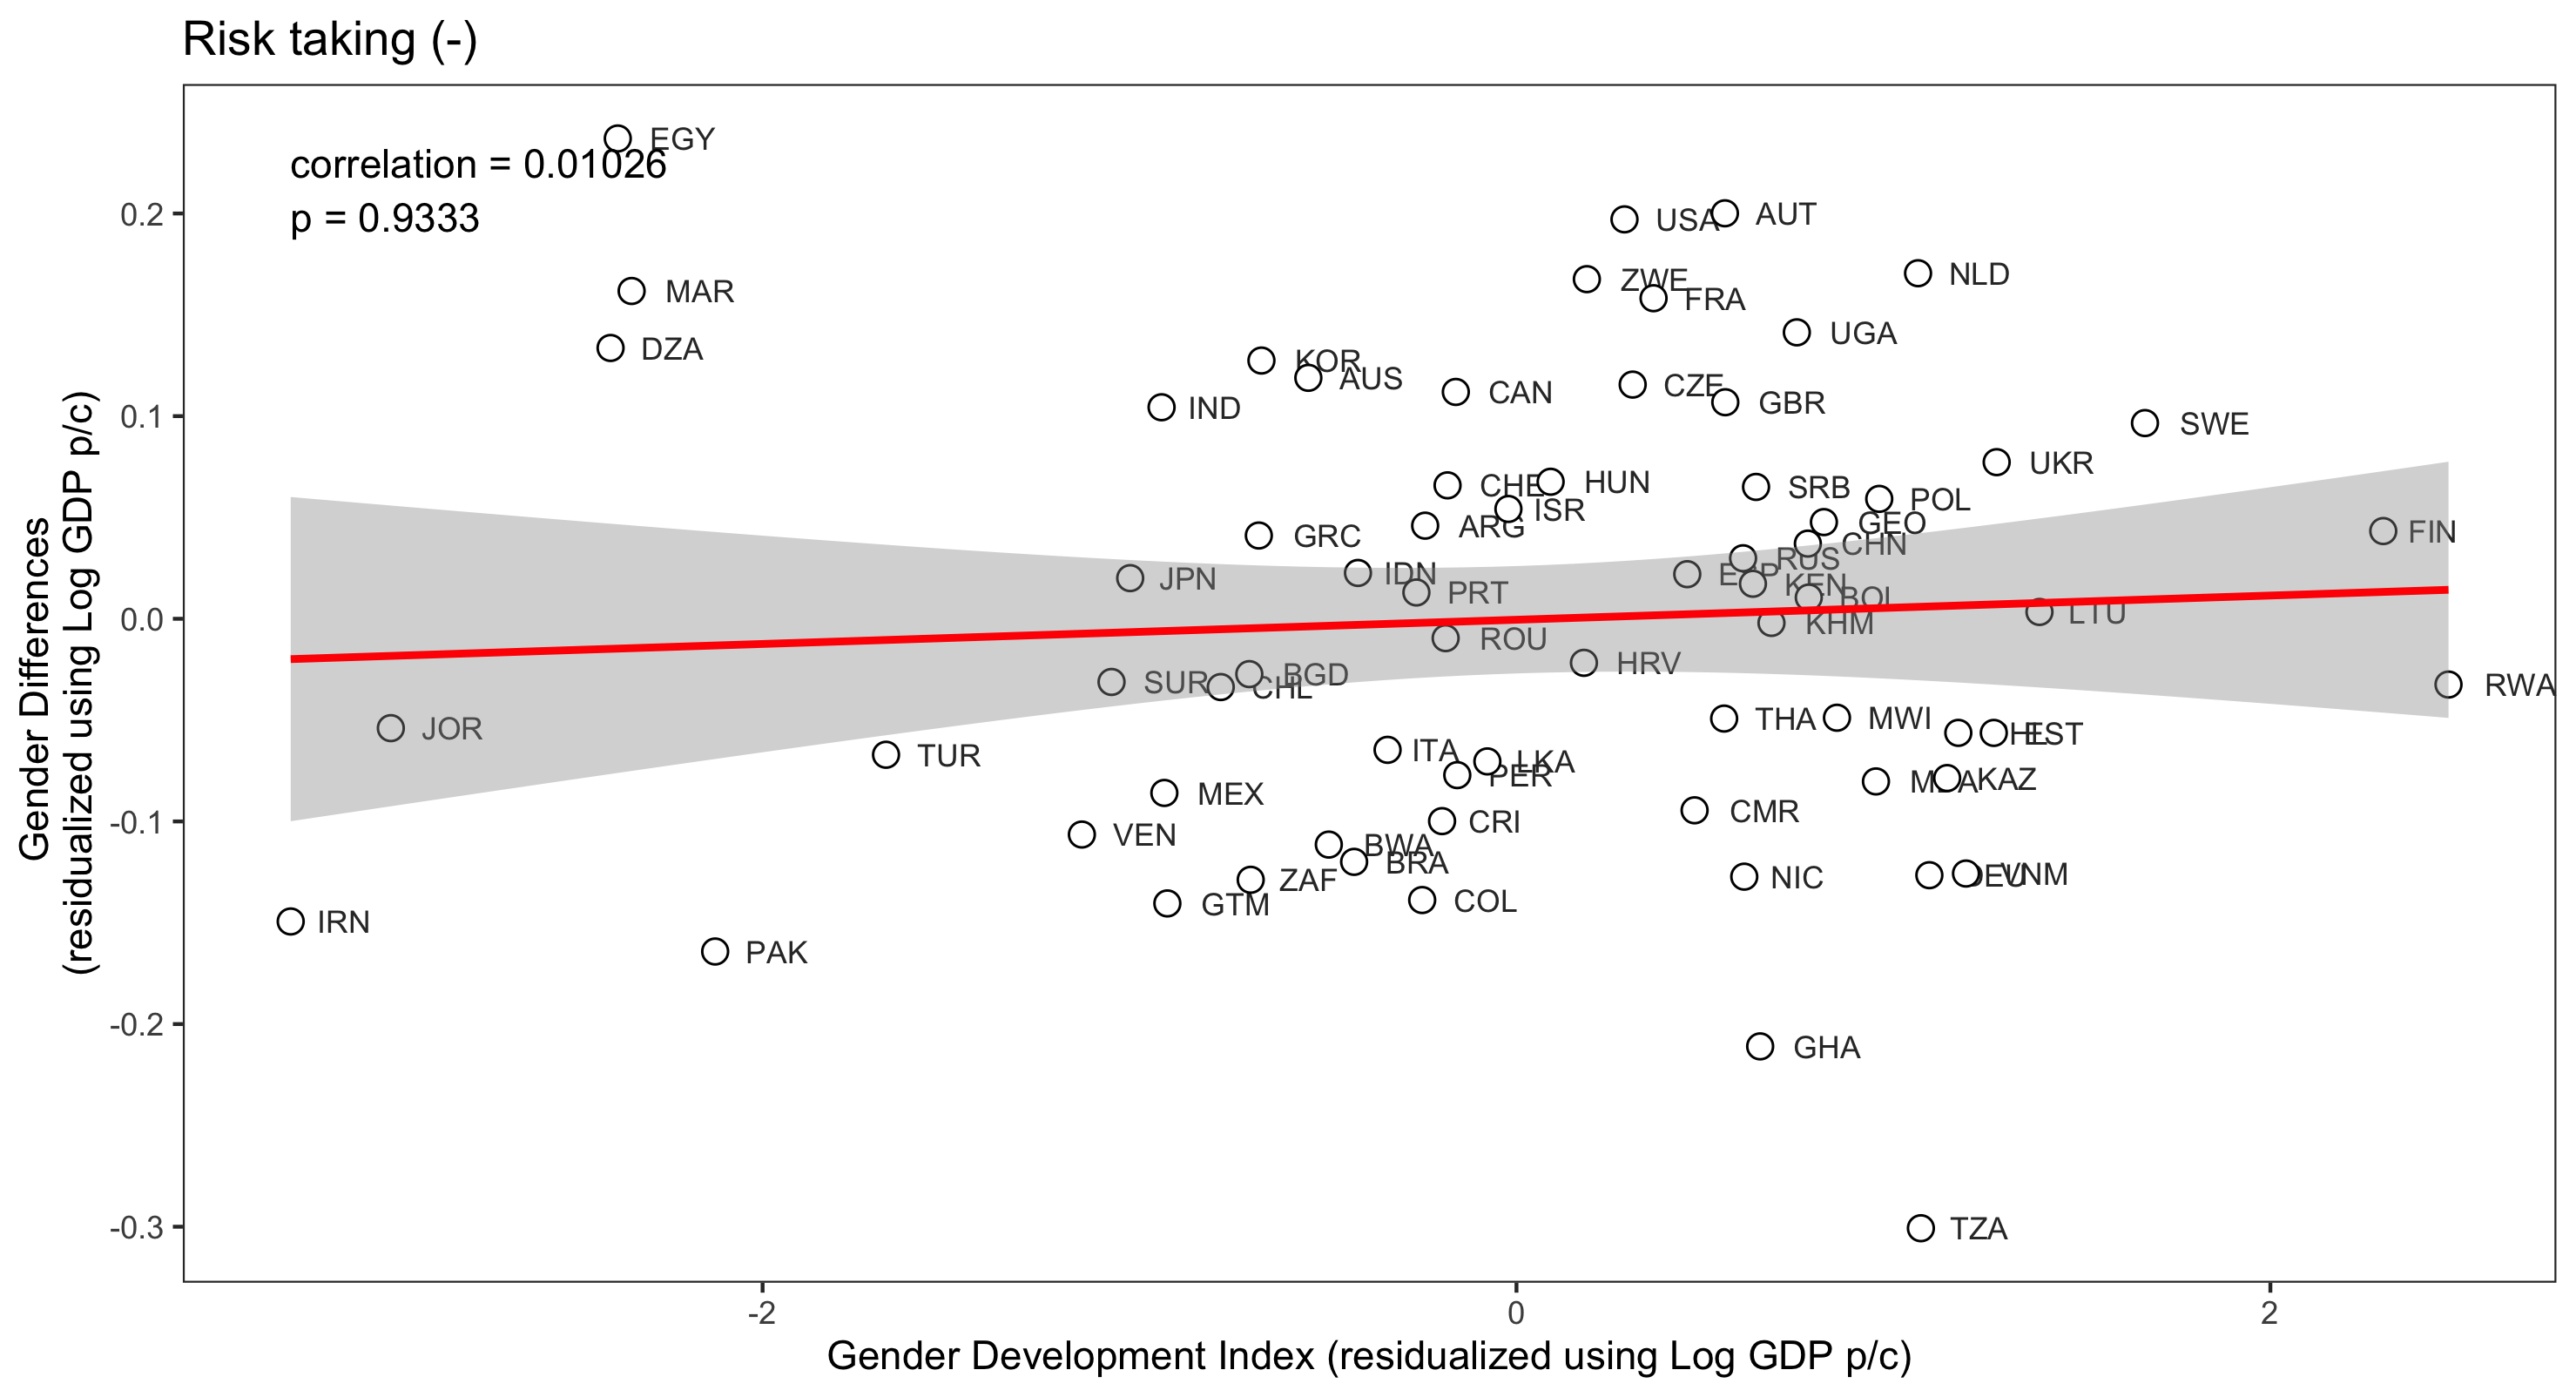 Risk taking (-)
correlation = 0.01026
p = 0.9333
EGY
USA
AUT
MAR
ZWE
NLD
FRA
UGA
DZA
KOR
AUS
CZE
CAN
GBR
IND
SWE
UKR
CHE
HUN
SRB
POL
ISR
GEO
ARG
GRC
FIN
CHN
RUS
JPN
IDN
KEN
PRT
BOL
LTU
KHM
ROU
HRV
BGD
SUR
CHL
RWA
THA
MWI
JOR
EST
ITA
TUR
LKA
PER
KAZ
MEX
CMR
CRI
VEN
BWA
BRA
VNM
NIC
ZAF
COL
GTM
IRN
PAK
GHA
TZA
0.2
0.1
0.0
-0.1
-0.2
-0.3
-2
0
2
Gender Differences
(residualized using Log GDP p/c)
Gender Development Index (residualized using Log GDP p/c)